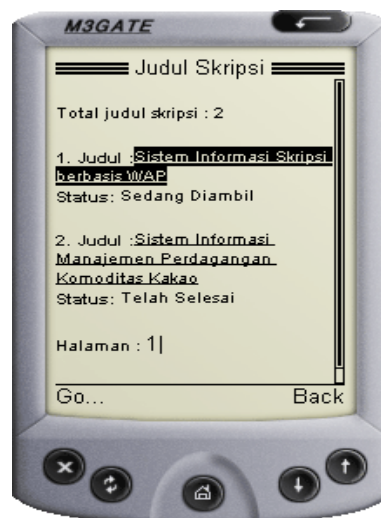 M3GATE
Judul Skripsi
Total judul skripsi : 2
1. Judul :Sistem Informasi Skripsi
berbasis WAP
Status: Sedang Diambil
2. Judul :Sistem Informasi
Manajemen Perdagangan
Komoditas Kakao
Status: Telah Selesai
Halaman : 1
Go... Back